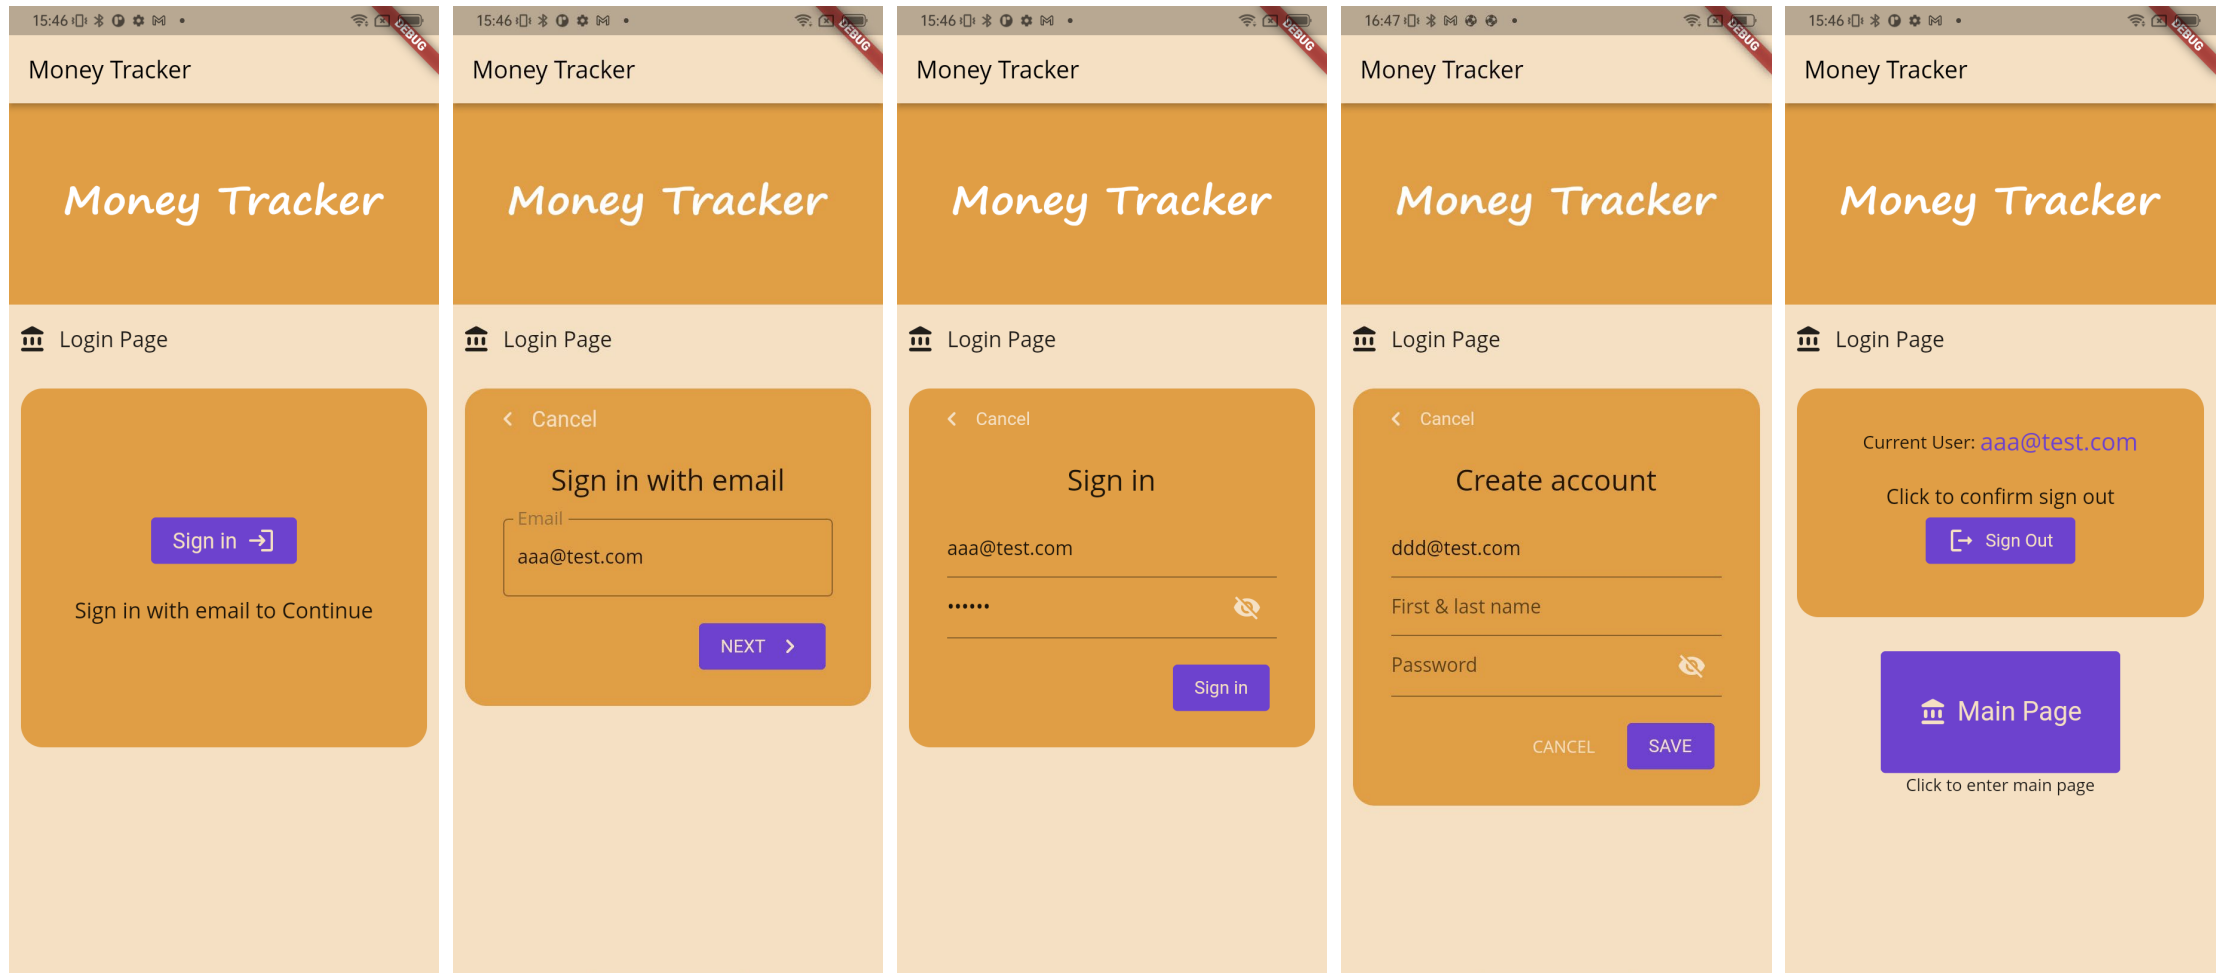 15:46
DEBUG
Money Tracker
Money Tracker
Login Page
Sign in
Sign in with email to Continue
15:46
DEBUG
Money Tracker
Money Tracker
Login Page
Cancel
Sign in with email
Email
aaa@test.com
NEXT
15:46
DEBUG
Money Tracker
Money Tracker
Login Page
Cancel
Sign in
aaa@test.com
••••••
Sign in
16:47
DEBUG
Money Tracker
Money Tracker
Login Page
Cancel
Create account
ddd@test.com
First & last name
Password
CANCEL SAVE
15:46
DEBUG
Money Tracker
Money Tracker
Login Page
Current User: aaa@test.com
Click to confirm sign out
Sign Out
Main Page
Click to enter main page